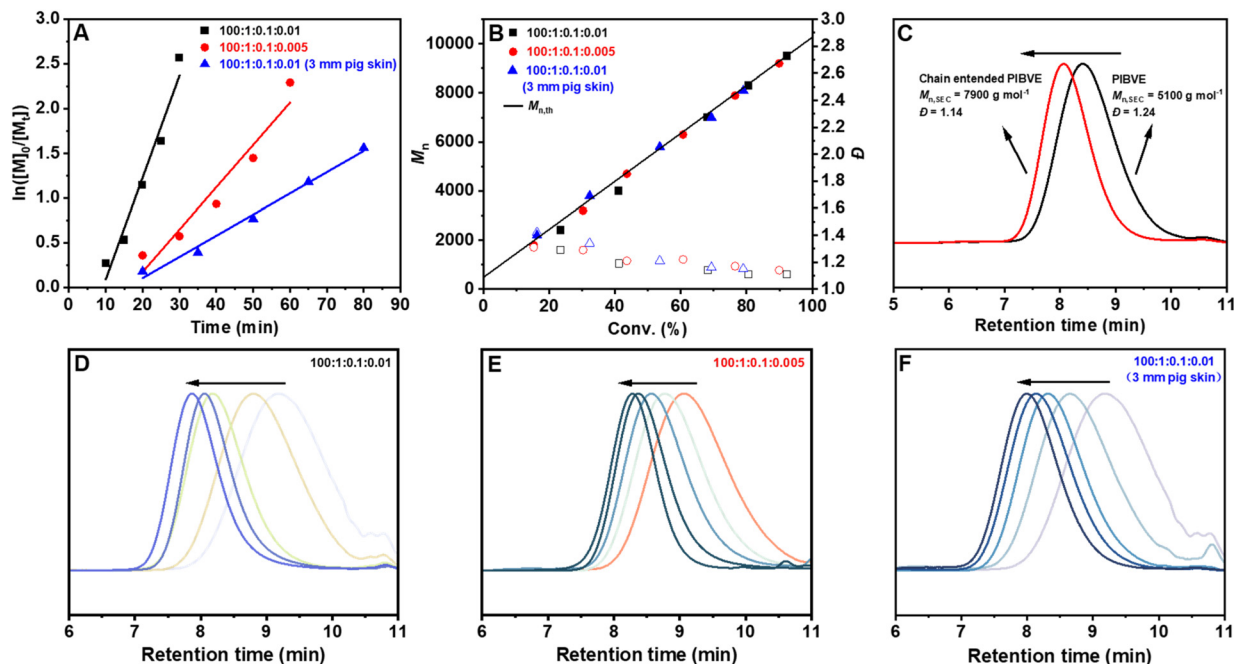 A
100:1:0.1:0.01
100:1:0.1:0.005
100:1:0.1:0.01 (3 mm pig skin)
ln([M]0/[Mt)
3.0
2.5
2.0
1.5
1.0
0.5
0.0
0 10 20 30 40 50 60 70 80 90
Time (min)
B
100:1:0.1:0.01
100:1:0.1:0.005
100:1:0.1:0.01
(3 mm pig skin)
Mn,th
Mn
10000
8000
6000
4000
2000
0
0 20 40 60 80 100
Conv. (%)
3.0
2.8
2.6
2.4
2.2
2.0
1.8
1.6
1.4
1.2
1.0
Đ
C
Chain entended PIBVE
Mn,SEC = 7900 g mol-1
Đ = 1.14
PIBVE
Mn,SEC = 5100 g mol-1
Đ = 1.24
5 6 7 8 9 10 11
Retention time (min)
D
100:1:0.1:0.01
6 7 8 9 10 11
Retention time (min)
E
100:1:0.1:0.005
6 7 8 9 10 11
Retention time (min)
F
100:1:0.1:0.01
(3 mm pig skin)
6 7 8 9 10 11
Retention time (min)